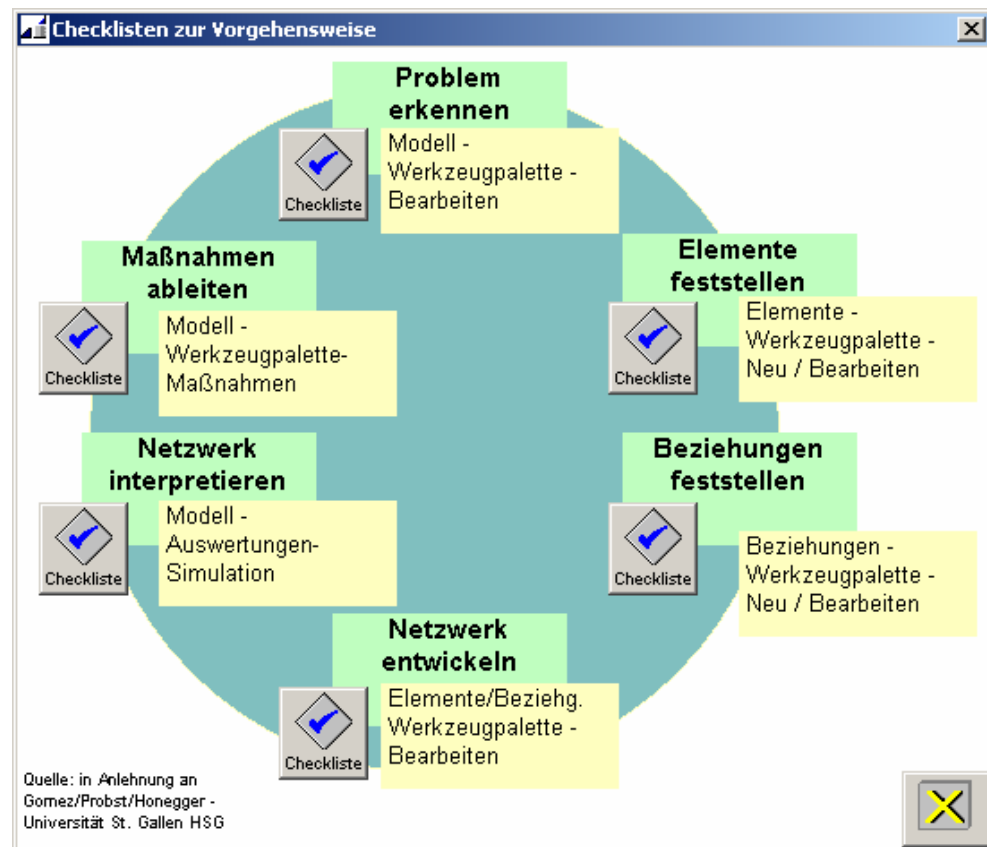 Checklisten zur Vorgehensweise
Problem
erkennen
Checkliste
Modell -
Werkzeugpalette -
Bearbeiten
Elemente
feststellen
Checkliste
Elemente -
Werkzeugpalette -
Neu / Bearbeiten
Beziehungen
feststellen
Checkliste
Beziehungen -
Werkzeugpalette -
Neu / Bearbeiten
Netzwerk
entwickeln
Checkliste
Elemente/Beziehg.
Werkzeugpalette -
Bearbeiten
Netzwerk
interpretieren
Checkliste
Modell -
Auswertungen-
Simulation
Maßnahmen
ableiten
Checkliste
Modell -
Werkzeugpalette-
Maßnahmen
Quelle: in Anlehnung an
Gomez/Probst/Honegger -
Universität St. Gallen HSG